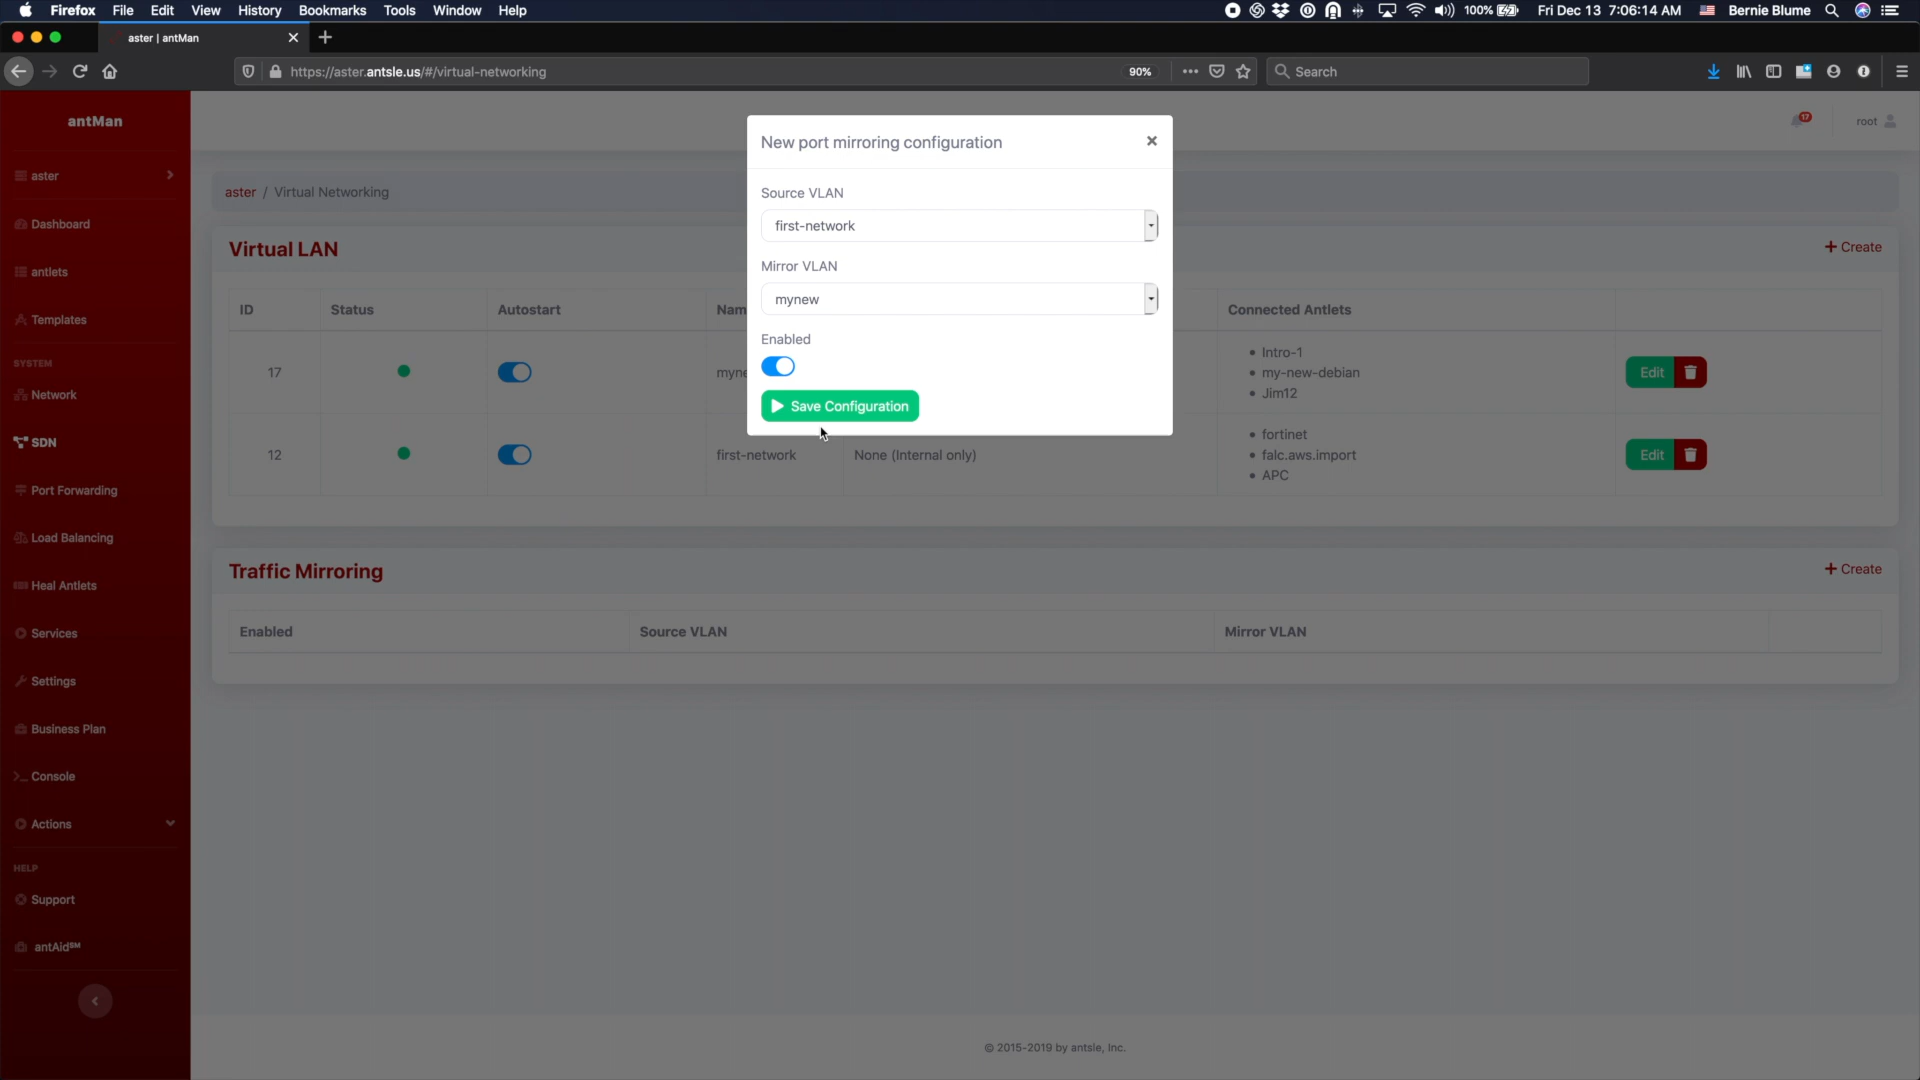 Firefox File Edit View History Bookmarks Tools Window Help 100% Fri Dec 13 7:06:14 AM Bernie Blume
aster | antMan
https://aster.antsle.us/#/virtual-networking 90% Search
antMan
17 root
aster
aster / Virtual Networking
Dashboard
antlets
Templates
SYSTEM
Network
SDN
Port Forwarding
Load Balancing
Heal Antlets
Services
Settings
Business Plan
Console
Actions
HELP
Support
antAid℠
New port mirroring configuration
Source VLAN
first-network
Mirror VLAN
mynew
Enabled
Save Configuration
Virtual LAN
Create
ID Status Autostart Nam Connected Antlets
17 myne
Intro-1
my-new-debian
Jim12
Edit
12 first-network None (Internal only)
fortinet
falc.aws.import
APC
Edit
Traffic Mirroring
Create
Enabled Source VLAN Mirror VLAN
© 2015-2019 by antsle, Inc.